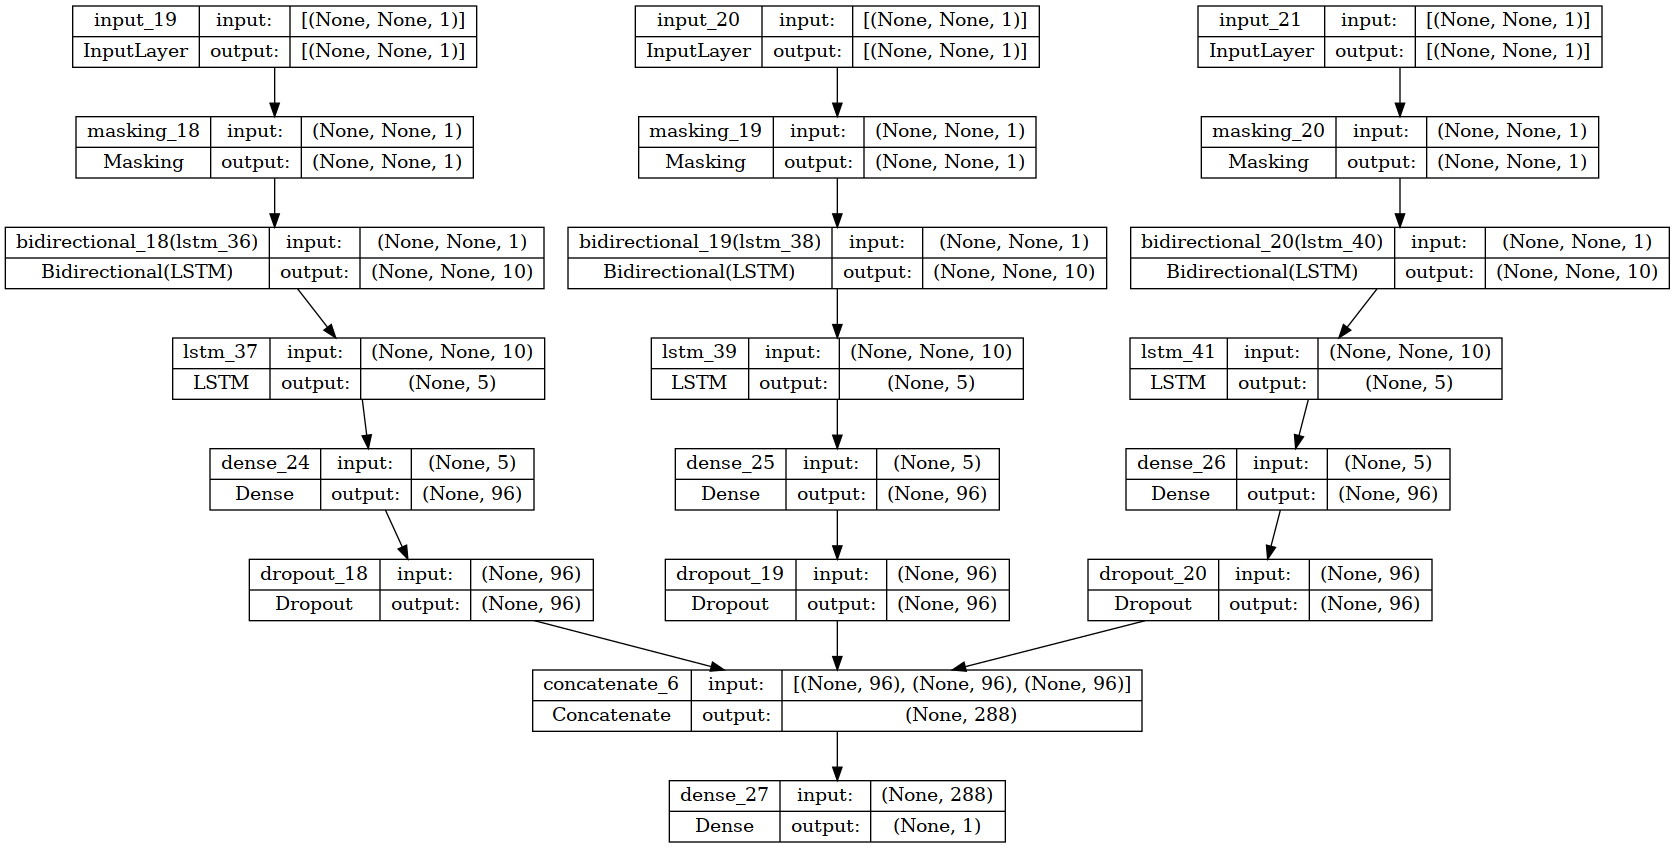 input_19 input: [(None, None, 1)]
InputLayer output: [(None, None, 1)]
input_20 input: [(None, None, 1)]
InputLayer output: [(None, None, 1)]
input_21 input: [(None, None, 1)]
InputLayer output: [(None, None, 1)]
masking_18 input: (None, None, 1)
Masking output: (None, None, 1)
masking_19 input: (None, None, 1)
Masking output: (None, None, 1)
masking_20 input: (None, None, 1)
Masking output: (None, None, 1)
bidirectional_18(lstm_36) input: (None, None, 1)
Bidirectional(LSTM) output: (None, None, 10)
bidirectional_19(lstm_38) input: (None, None, 1)
Bidirectional(LSTM) output: (None, None, 10)
bidirectional_20(lstm_40) input: (None, None, 1)
Bidirectional(LSTM) output: (None, None, 10)
lstm_37 input: (None, None, 10)
LSTM output: (None, 5)
lstm_39 input: (None, None, 10)
LSTM output: (None, 5)
lstm_41 input: (None, None, 10)
LSTM output: (None, 5)
dense_24 input: (None, 5)
Dense output: (None, 96)
dense_25 input: (None, 5)
Dense output: (None, 96)
dense_26 input: (None, 5)
Dense output: (None, 96)
dropout_18 input: (None, 96)
Dropout output: (None, 96)
dropout_19 input: (None, 96)
Dropout output: (None, 96)
dropout_20 input: (None, 96)
Dropout output: (None, 96)
concatenate_6 input: [(None, 96), (None, 96), (None, 96)]
Concatenate output: (None, 288)
dense_27 input: (None, 288)
Dense output: (None, 1)